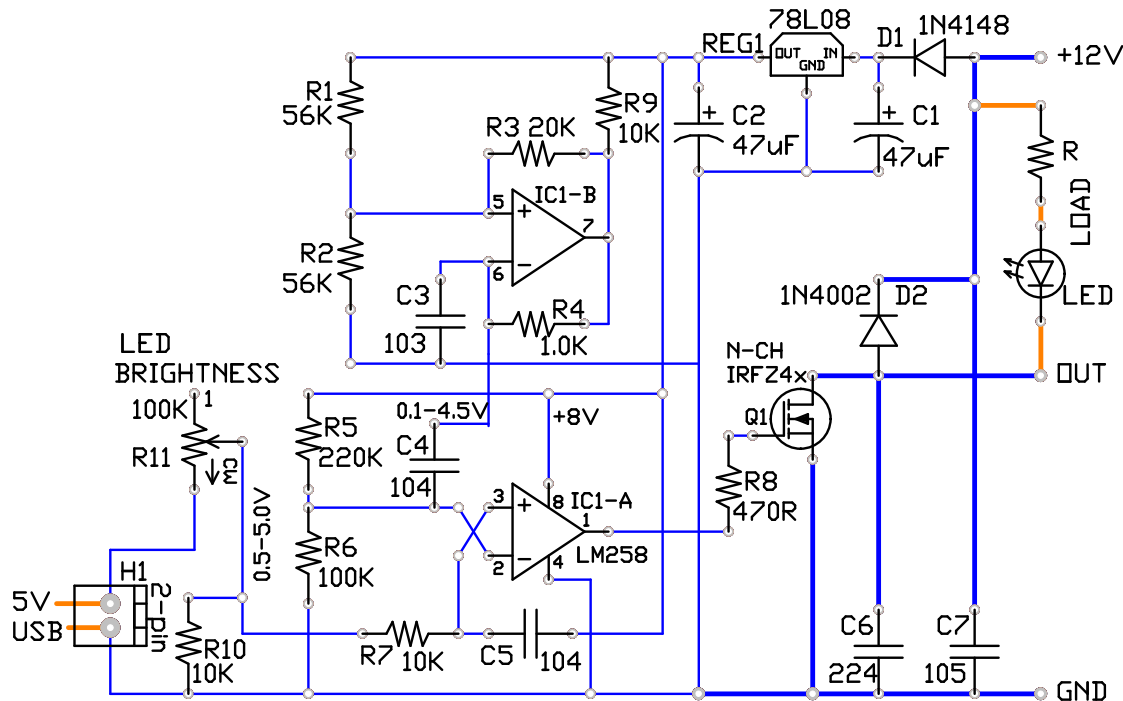 78L08
REG1
OUT IN
GND
D1
1N4148
+12V
R1
56K
R3 20K
R9
10K
+
C2
47uF
+
C1
47uF
R
LOAD
IC1-B
5
+
7
6
−
R2
56K
C3
103
R4
1.0K
1N4002
D2
LED
LED
BRIGHTNESS
100K
1
R11
CW
N-CH
IRFZ4x
OUT
Q1
0.1-4.5V
+8V
R5
220K
C4
104
R8
470R
3
+
8
IC1-A
1
2
−
4
LM258
R6
100K
0.5-5.0V
H1
5V
USB
2-pin
R10
10K
R7
10K
C5
104
C6
224
C7
105
GND